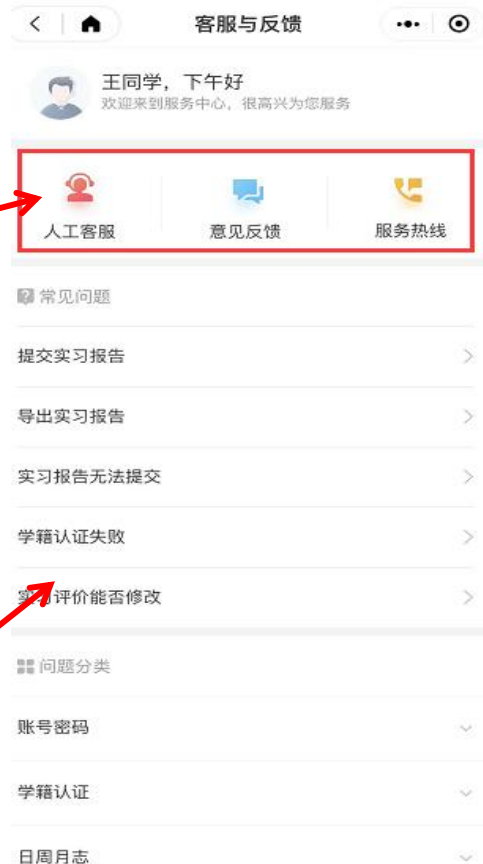 客服与反馈
王同学，下午好
欢迎来到服务中心，很高兴为您服务
人工客服 意见反馈 服务热线
常见问题
提交实习报告
导出实习报告
实习报告无法提交
学籍认证失败
实习评价能否修改
问题分类
账号密码
学籍认证
日周月志